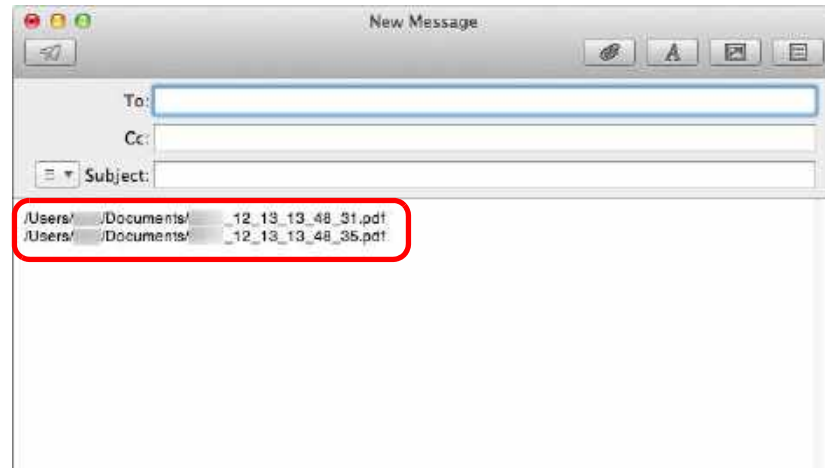 New Message
A
To:
Cc:
Subject:
/Users/ /Documents/ _12_13_13_48_31.pdf
/Users/ /Documents/ _12_13_13_48_35.pdf